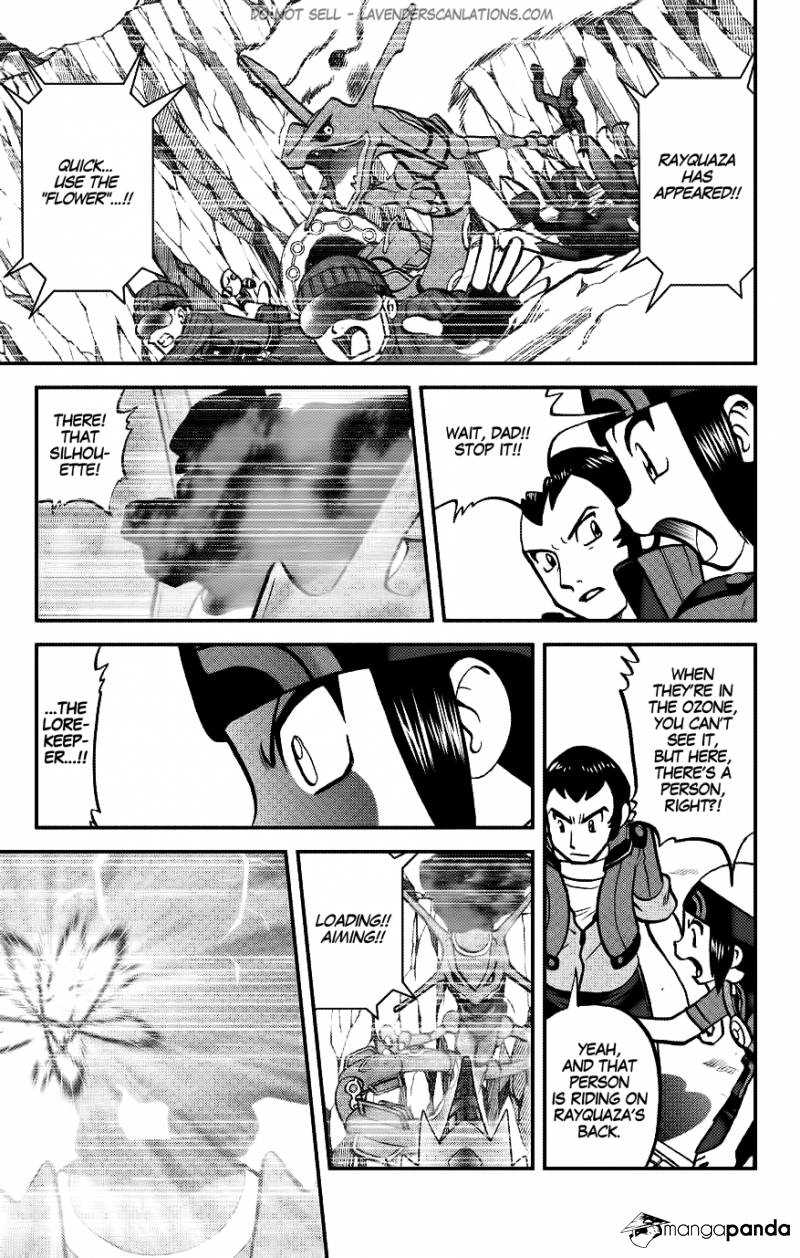 DO NOT SELL - LAVENDERSCANLATIONS.COM
RAYQUAZA
HAS
APPEARED!!
QUICK...
USE THE
"FLOWER"...!!
WAIT, DAD!!
STOP IT!!
THERE!
THAT
SILHOU-
ETTE!
WHEN
THEY'RE IN
THE OZONE,
YOU CAN'T
SEE IT,
BUT HERE,
THERE'S A
PERSON,
RIGHT?!
YEAH,
AND THAT
PERSON
IS RIDING ON
RAYQUAZA'S
BACK.
...THE
LORE-
KEEP-
ER...!!
LOADING!!
AIMING!!
mangapanda